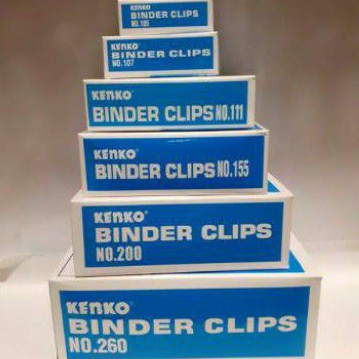 KENKO
BINDER CLIPS
NO. 105
KENKO
BINDER CLIPS
NO. 107
KENKO
BINDER CLIPS NO. 111
KENKO
BINDER CLIPS NO. 155
KENKO
BINDER CLIPS
NO. 200
KENKO
BINDER CLIPS
NO. 260